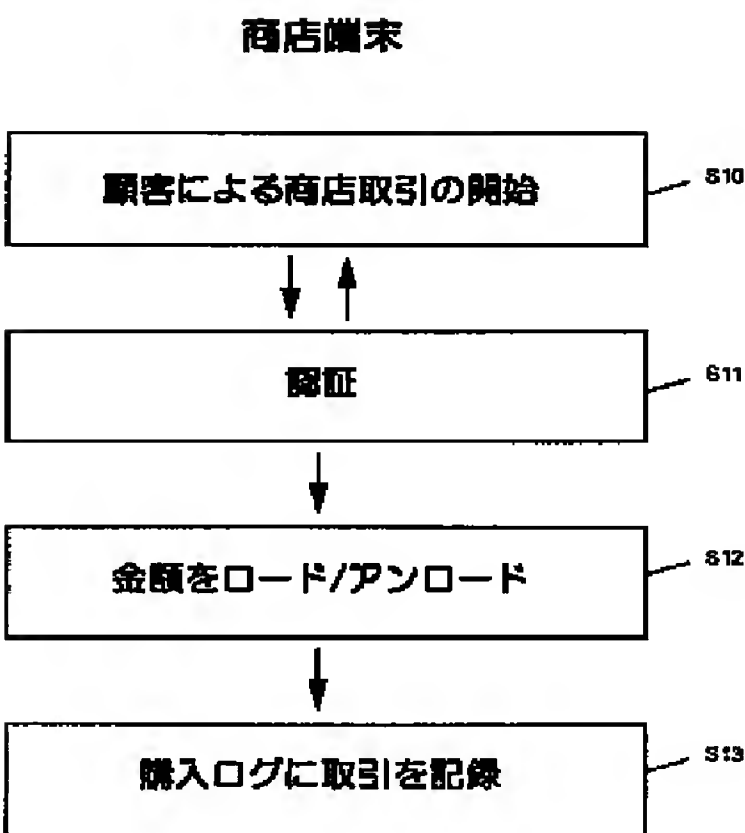 商店端末
顧客による商店取引の開始
S10
認証
S11
金額をロード/アンロード
S12
購入ログに取引を記録
S13